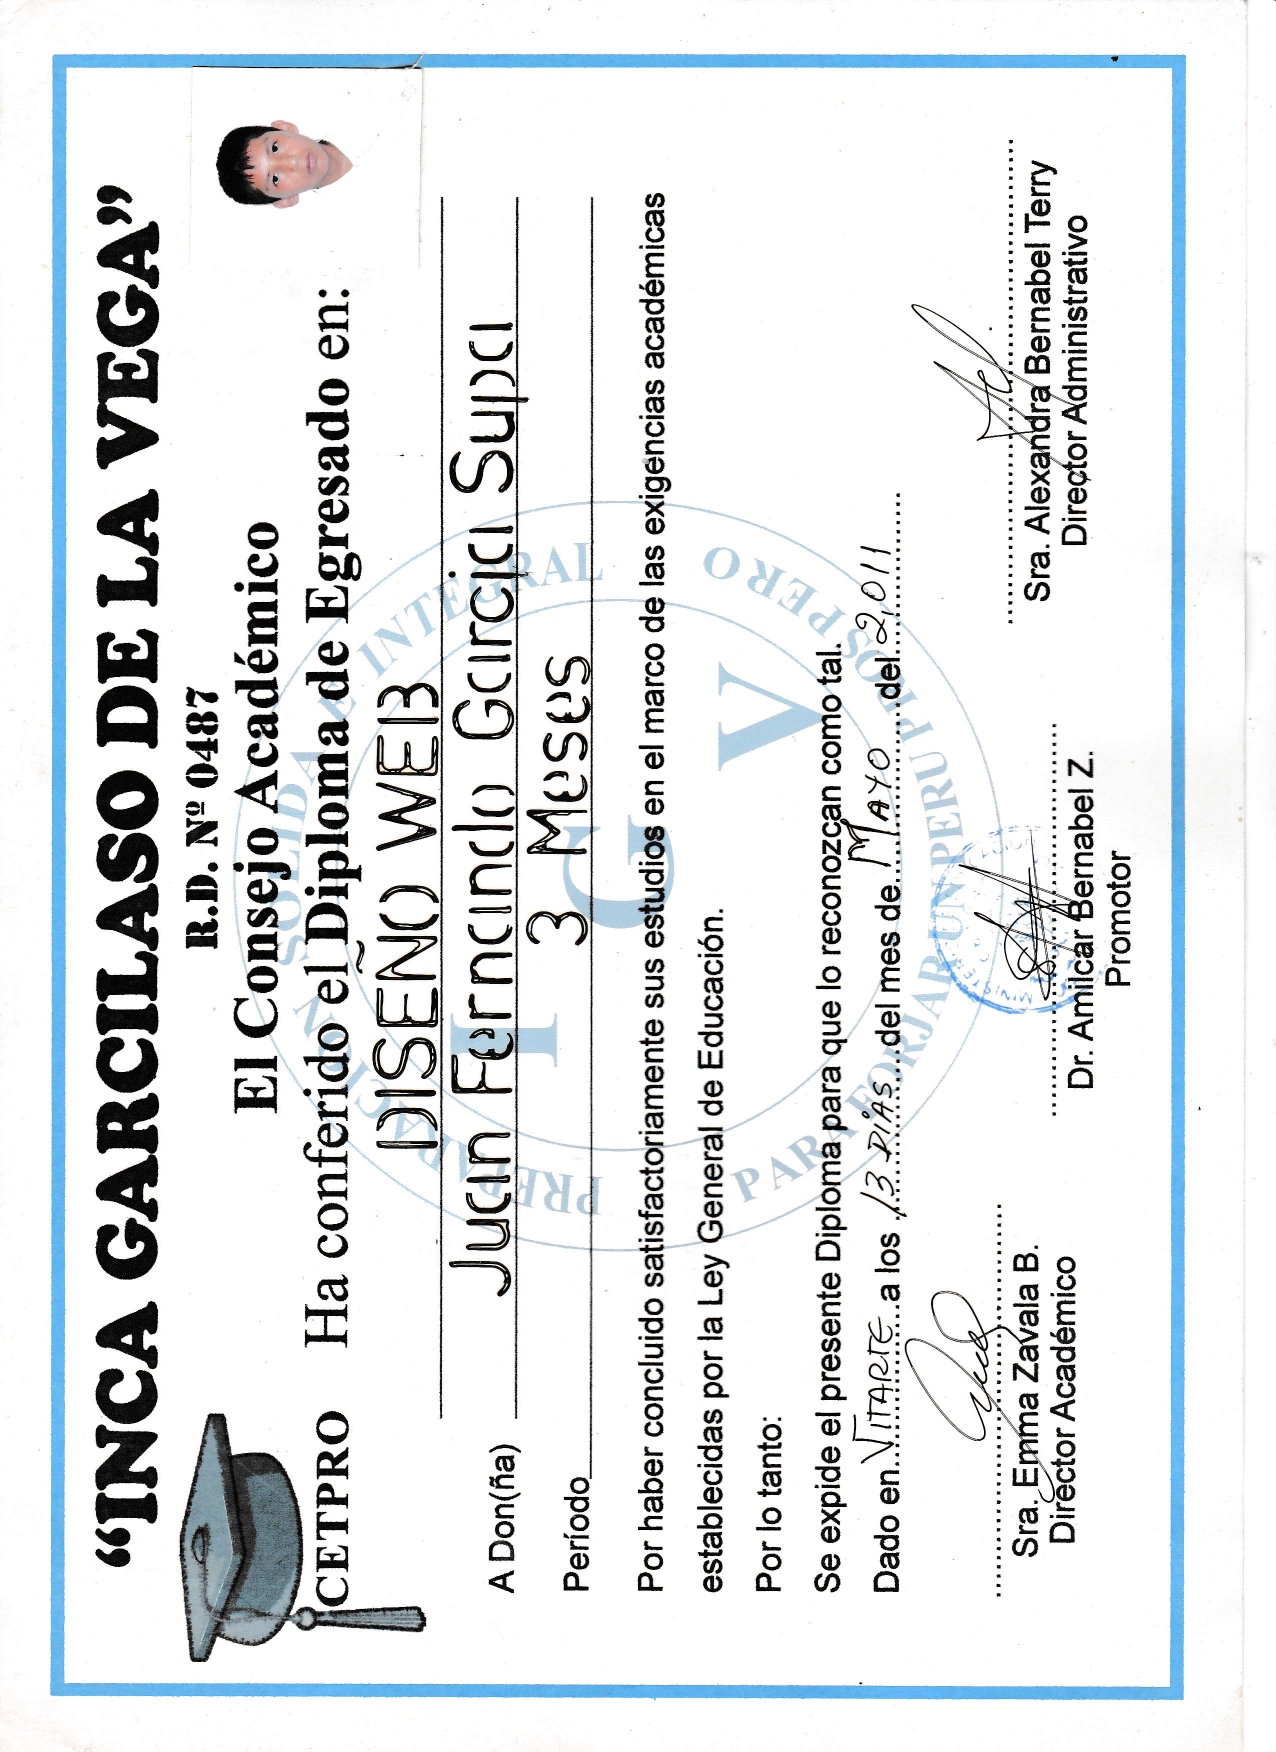 “INCA GARCILASO DE LA VEGA”
R.D. Nº 0487
El Consejo Académico
CETPRO Ha conferido el Diploma de Egresado en:
DISEÑO WEB
A Don(ña) Juan Fernando Garcia Supa
Período 3 Meses
Por haber concluido satisfactoriamente sus estudios en el marco de las exigencias académicas
establecidas por la Ley General de Educación.
Por lo tanto:
Se expide el presente Diploma para que lo reconozcan como tal.
Dado en VITARTE a los 13 DIAS del mes de MAYO del 2,011
Sra. Emma Zavala B.
Director Académico
Dr. Amilcar Bernabel Z.
Promotor
Sra. Alexandra Bernabel Terry
Director Administrativo
PREPARACIÓN SOLIDA E INTEGRAL
I G V
PARA FORJAR UN PERU PROSPERO